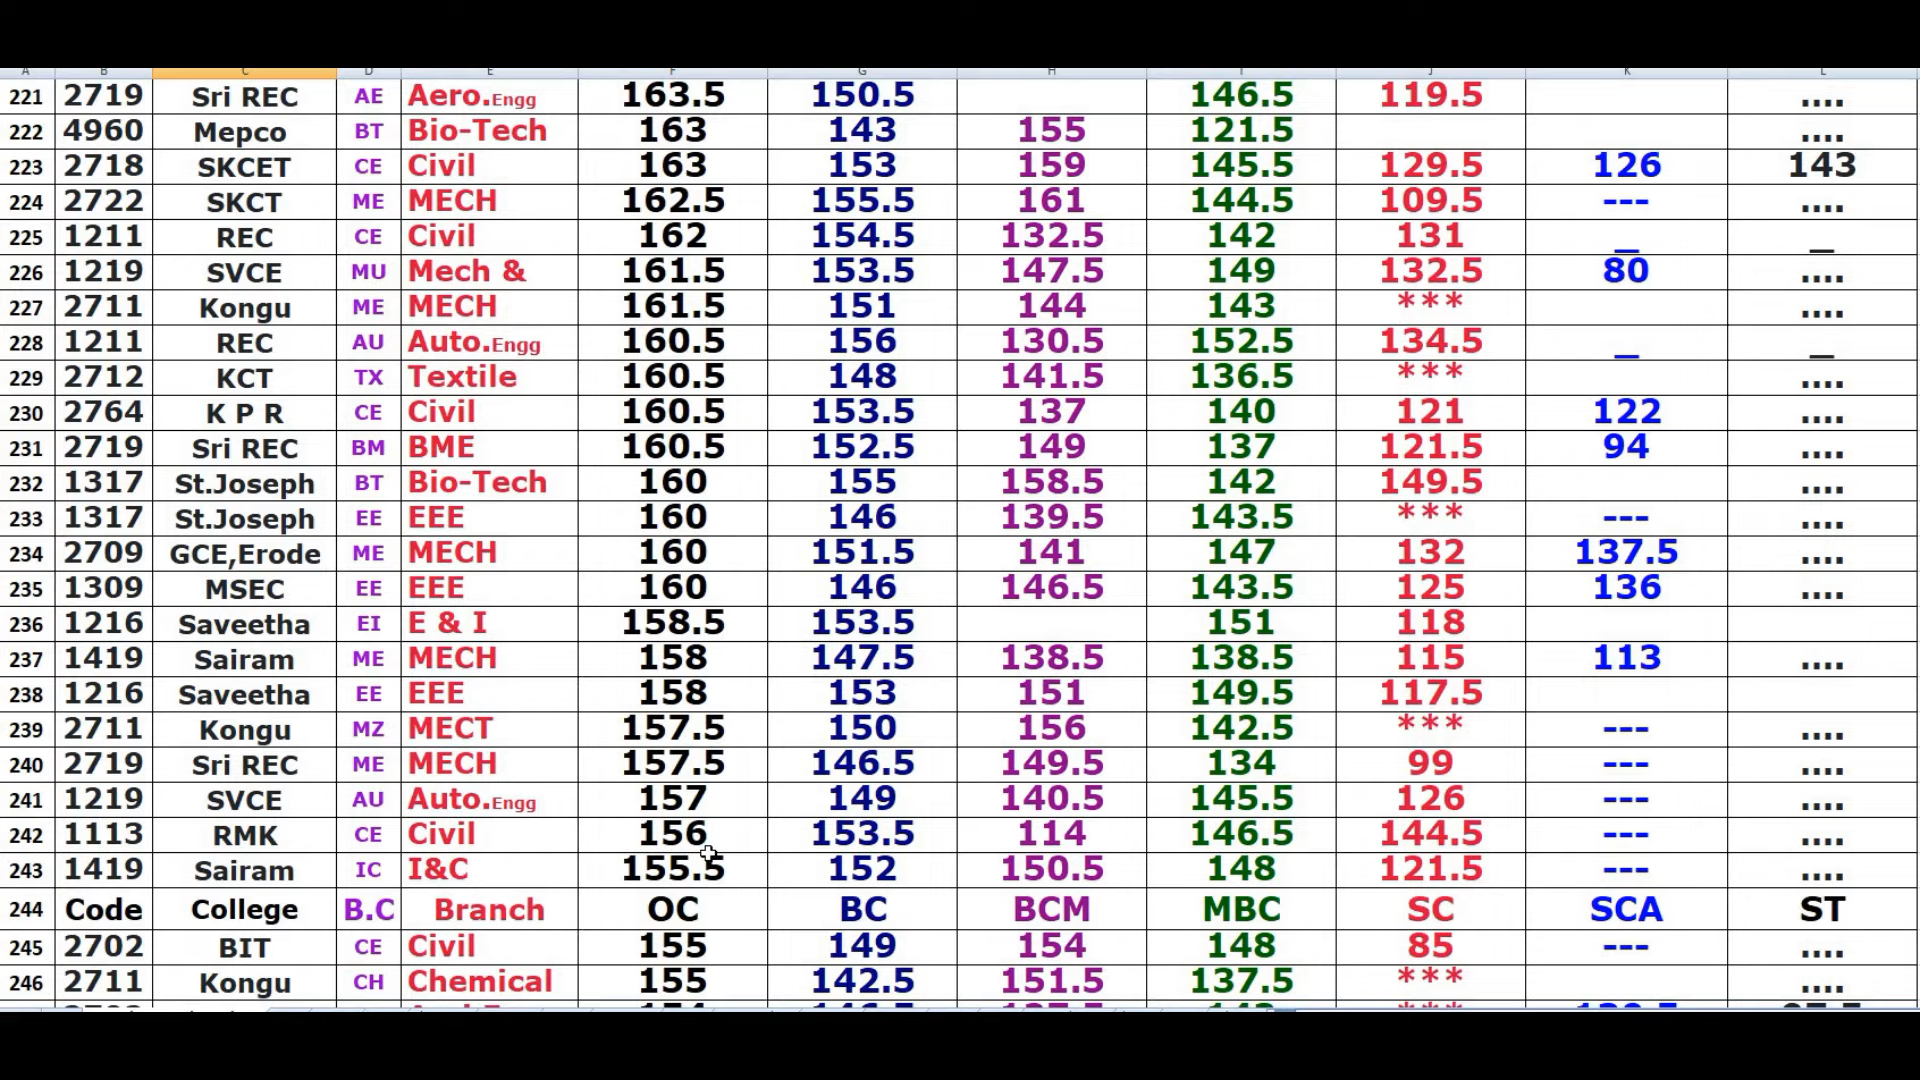 A B C D E F G H I J K L
221 2719 Sri REC AE Aero.Engg 163.5 150.5 146.5 119.5 ....
222 4960 Mepco BT Bio-Tech 163 143 155 121.5 ....
223 2718 SKCET CE Civil 163 153 159 145.5 129.5 126 143
224 2722 SKCT ME MECH 162.5 155.5 161 144.5 109.5 --- ....
225 1211 REC CE Civil 162 154.5 132.5 142 131 _ _
226 1219 SVCE MU Mech & 161.5 153.5 147.5 149 132.5 80 ....
227 2711 Kongu ME MECH 161.5 151 144 143 *** ....
228 1211 REC AU Auto.Engg 160.5 156 130.5 152.5 134.5 _ _
229 2712 KCT TX Textile 160.5 148 141.5 136.5 *** ....
230 2764 K P R CE Civil 160.5 153.5 137 140 121 122 ....
231 2719 Sri REC BM BME 160.5 152.5 149 137 121.5 94 ....
232 1317 St.Joseph BT Bio-Tech 160 155 158.5 142 149.5 ....
233 1317 St.Joseph EE EEE 160 146 139.5 143.5 *** --- ....
234 2709 GCE,Erode ME MECH 160 151.5 141 147 132 137.5 ....
235 1309 MSEC EE EEE 160 146 146.5 143.5 125 136 ....
236 1216 Saveetha EI E & I 158.5 153.5 151 118
237 1419 Sairam ME MECH 158 147.5 138.5 138.5 115 113 ....
238 1216 Saveetha EE EEE 158 153 151 149.5 117.5
239 2711 Kongu MZ MECT 157.5 150 156 142.5 *** --- ....
240 2719 Sri REC ME MECH 157.5 146.5 149.5 134 99 --- ....
241 1219 SVCE AU Auto.Engg 157 149 140.5 145.5 126 --- ....
242 1113 RMK CE Civil 156 153.5 114 146.5 144.5 --- ....
243 1419 Sairam IC I&C 155.5 152 150.5 148 121.5 --- ....
244 Code College B.C Branch OC BC BCM MBC SC SCA ST
245 2702 BIT CE Civil 155 149 154 148 85 --- ....
246 2711 Kongu CH Chemical 155 142.5 151.5 137.5 *** ....